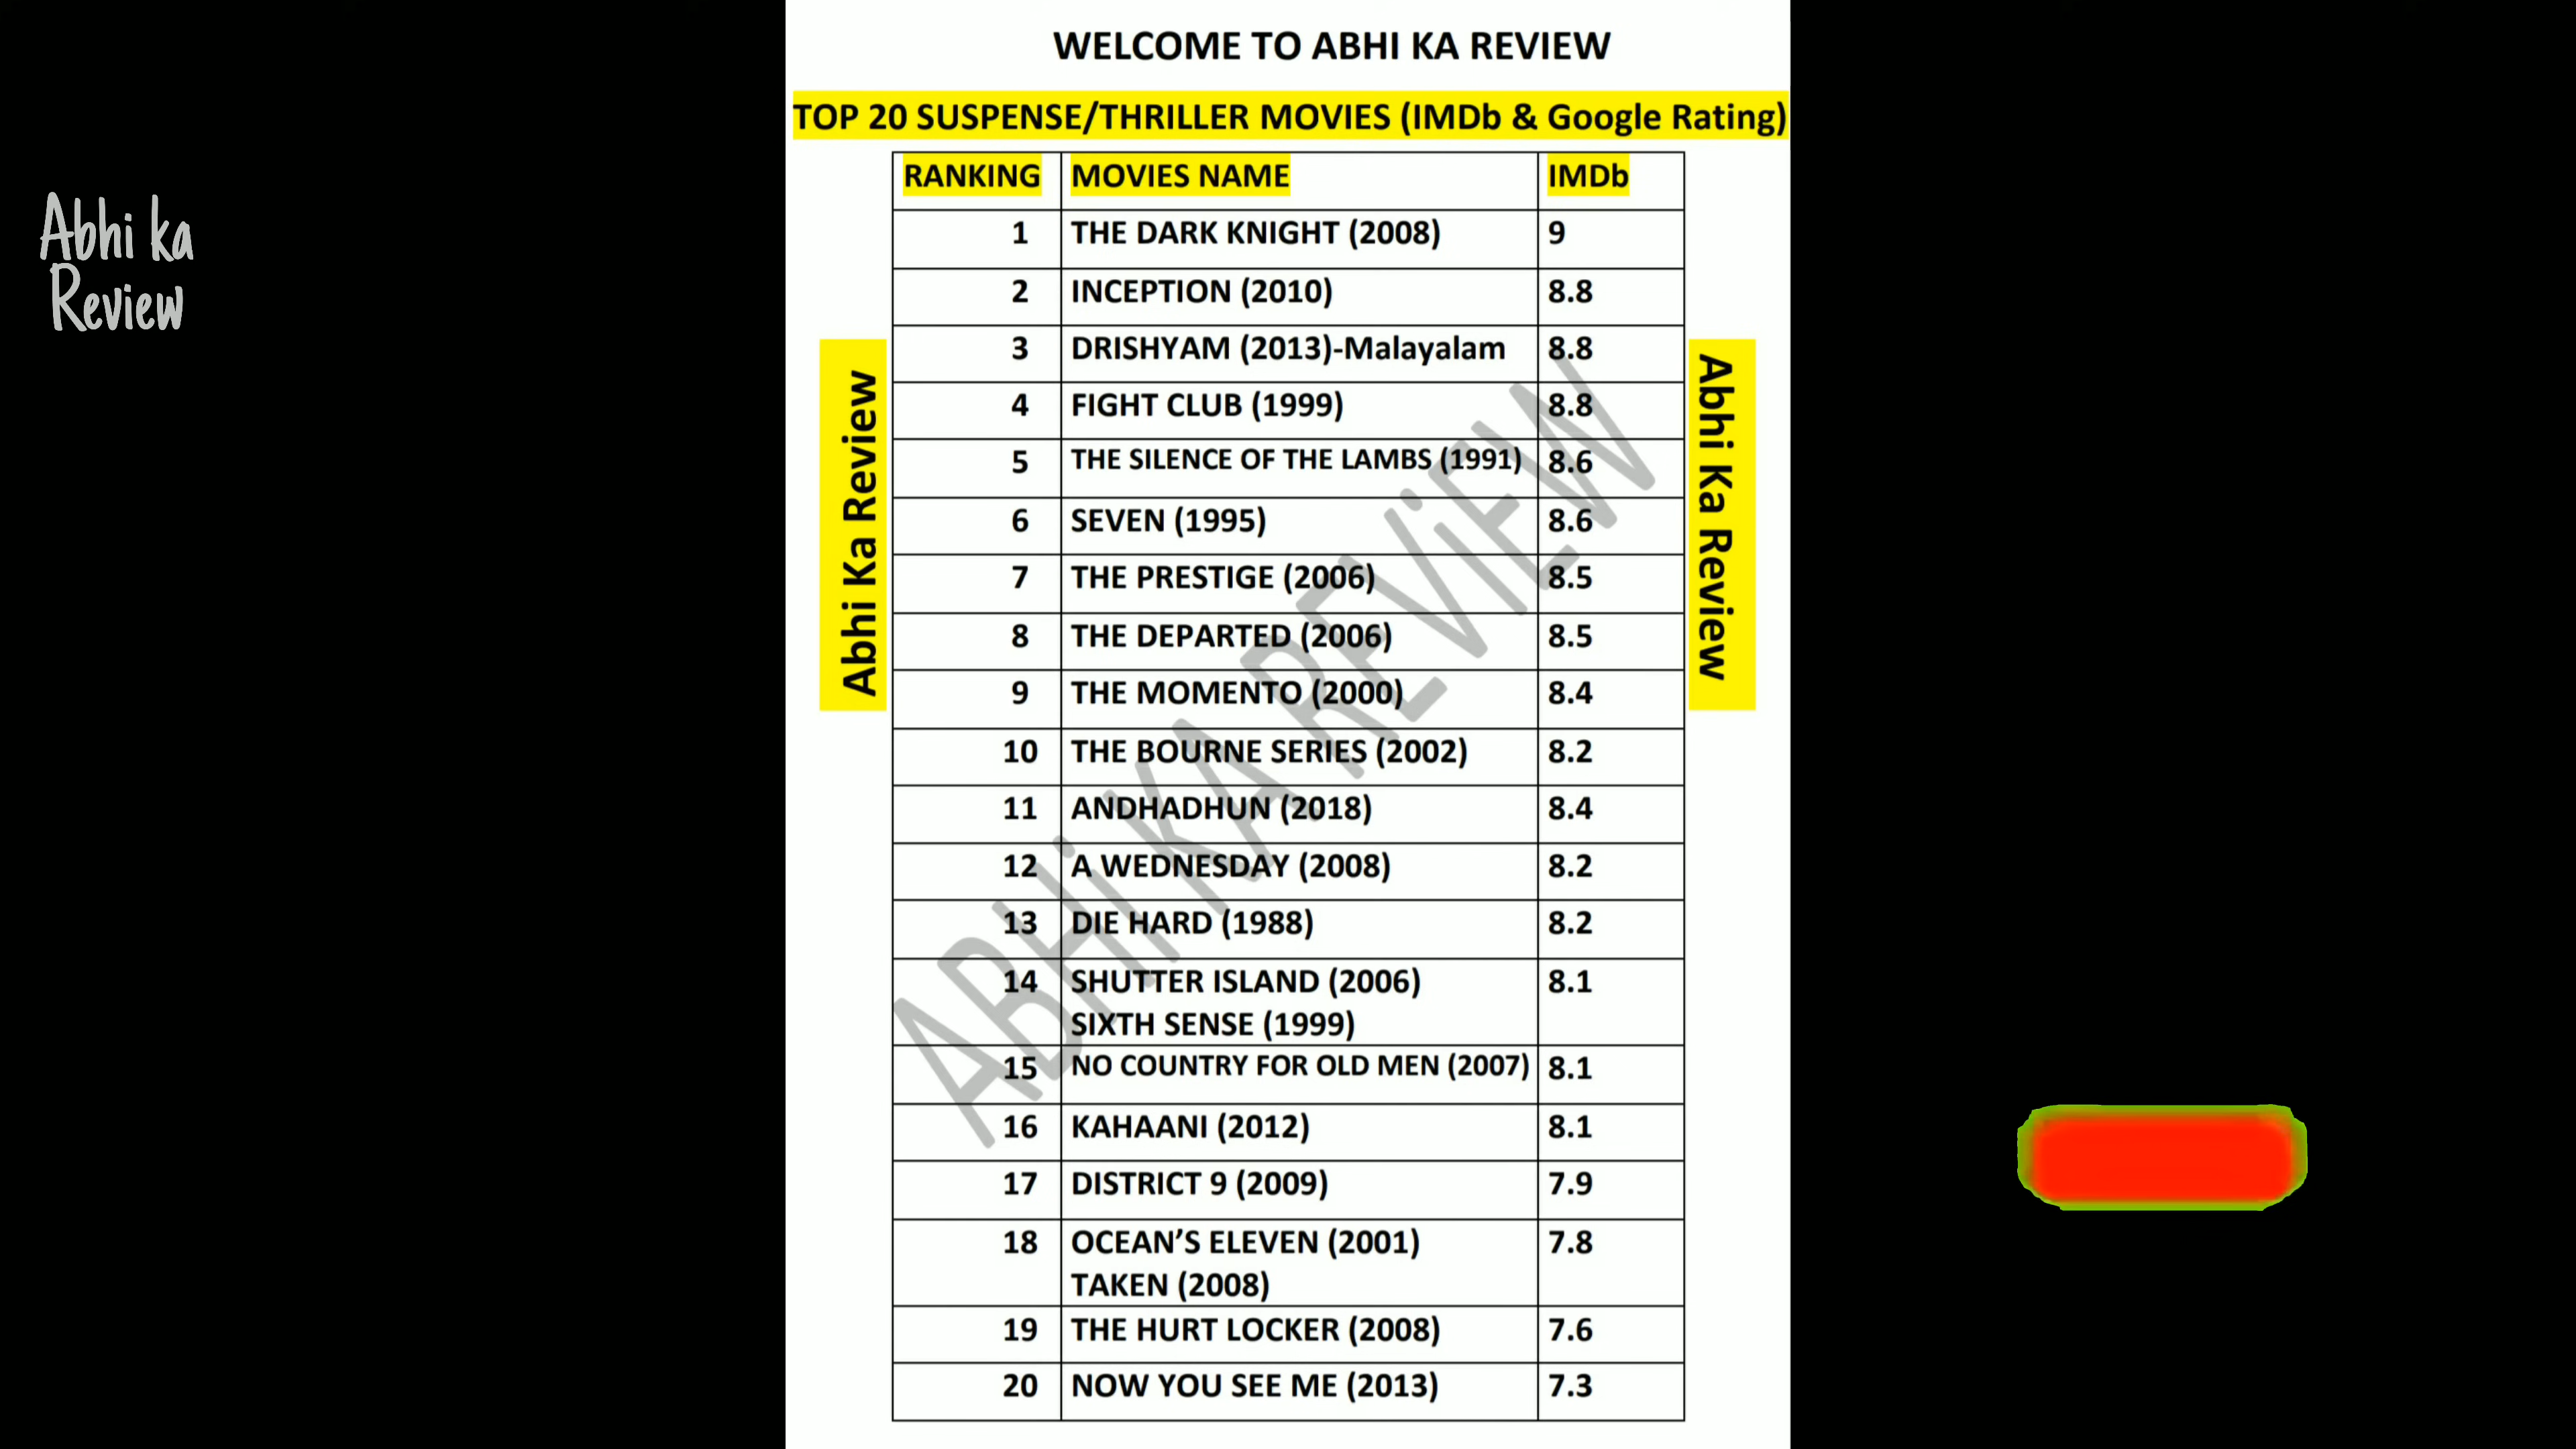 WELCOME TO ABHI KA REVIEW
TOP 20 SUSPENSE/THRILLER MOVIES (IMDb & Google Rating)
Abhi ka
Review
Abhi Ka Review
RANKING MOVIES NAME IMDb
1 THE DARK KNIGHT (2008) 9
2 INCEPTION (2010) 8.8
3 DRISHYAM (2013)-Malayalam 8.8
4 FIGHT CLUB (1999) 8.8
5 THE SILENCE OF THE LAMBS (1991) 8.6
6 SEVEN (1995) 8.6
7 THE PRESTIGE (2006) 8.5
8 THE DEPARTED (2006) 8.5
9 THE MOMENTO (2000) 8.4
10 THE BOURNE SERIES (2002) 8.2
11 ANDHADHUN (2018) 8.4
12 A WEDNESDAY (2008) 8.2
13 DIE HARD (1988) 8.2
14 SHUTTER ISLAND (2006) 8.1
SIXTH SENSE (1999)
15 NO COUNTRY FOR OLD MEN (2007) 8.1
16 KAHAANI (2012) 8.1
17 DISTRICT 9 (2009) 7.9
18 OCEAN’S ELEVEN (2001) 7.8
TAKEN (2008)
19 THE HURT LOCKER (2008) 7.6
20 NOW YOU SEE ME (2013) 7.3
Abhi Ka Review
ABHi KA REViEW